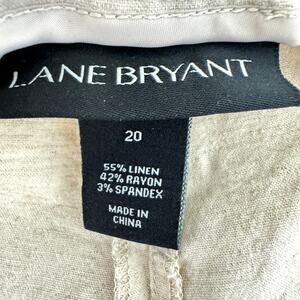 LANE BRYANT
20
55% LINEN
42% RAYON
3% SPANDEX
MADE IN
CHINA